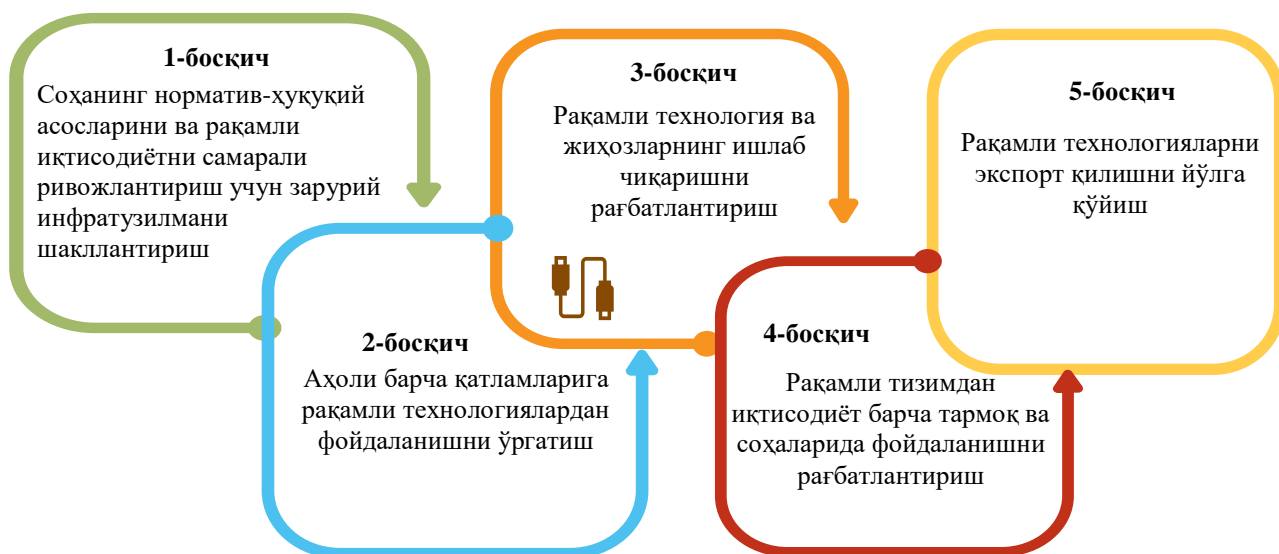 1-босқич
Соҳанинг норматив-ҳуқуқий
асосларини ва рақамли
иқтисодиётни самарали
ривожлантириш учун зарурий
инфратузилмани
шакллантириш
2-босқич
Аҳоли барча қатламларига
рақамли технологиялардан
фойдаланишни ўргатиш
3-босқич
Рақамли технология ва
жиҳозларнинг ишлаб
чиқаришни
рағбатлантириш
4-босқич
Рақамли тизимдан
иқтисодиёт барча тармоқ ва
соҳаларида фойдаланишни
рағбатлантириш
5-босқич
Рақамли технологияларни
экспорт қилишни йўлга
қўйиш